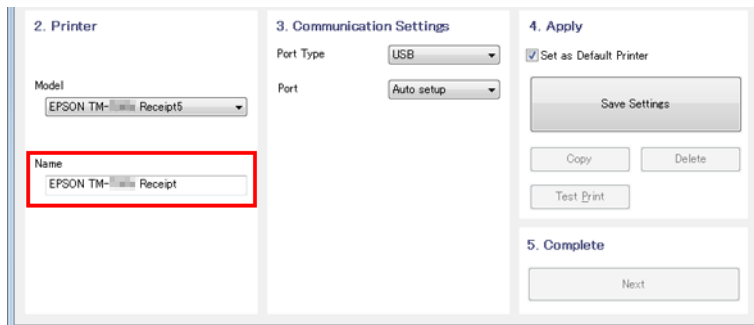 2. Printer
Model
EPSON TM- Receipt5
Name
EPSON TM- Receipt
3. Communication Settings
Port Type USB
Port Auto setup
4. Apply
Set as Default Printer
Save Settings
Copy Delete
Test Print
5. Complete
Next